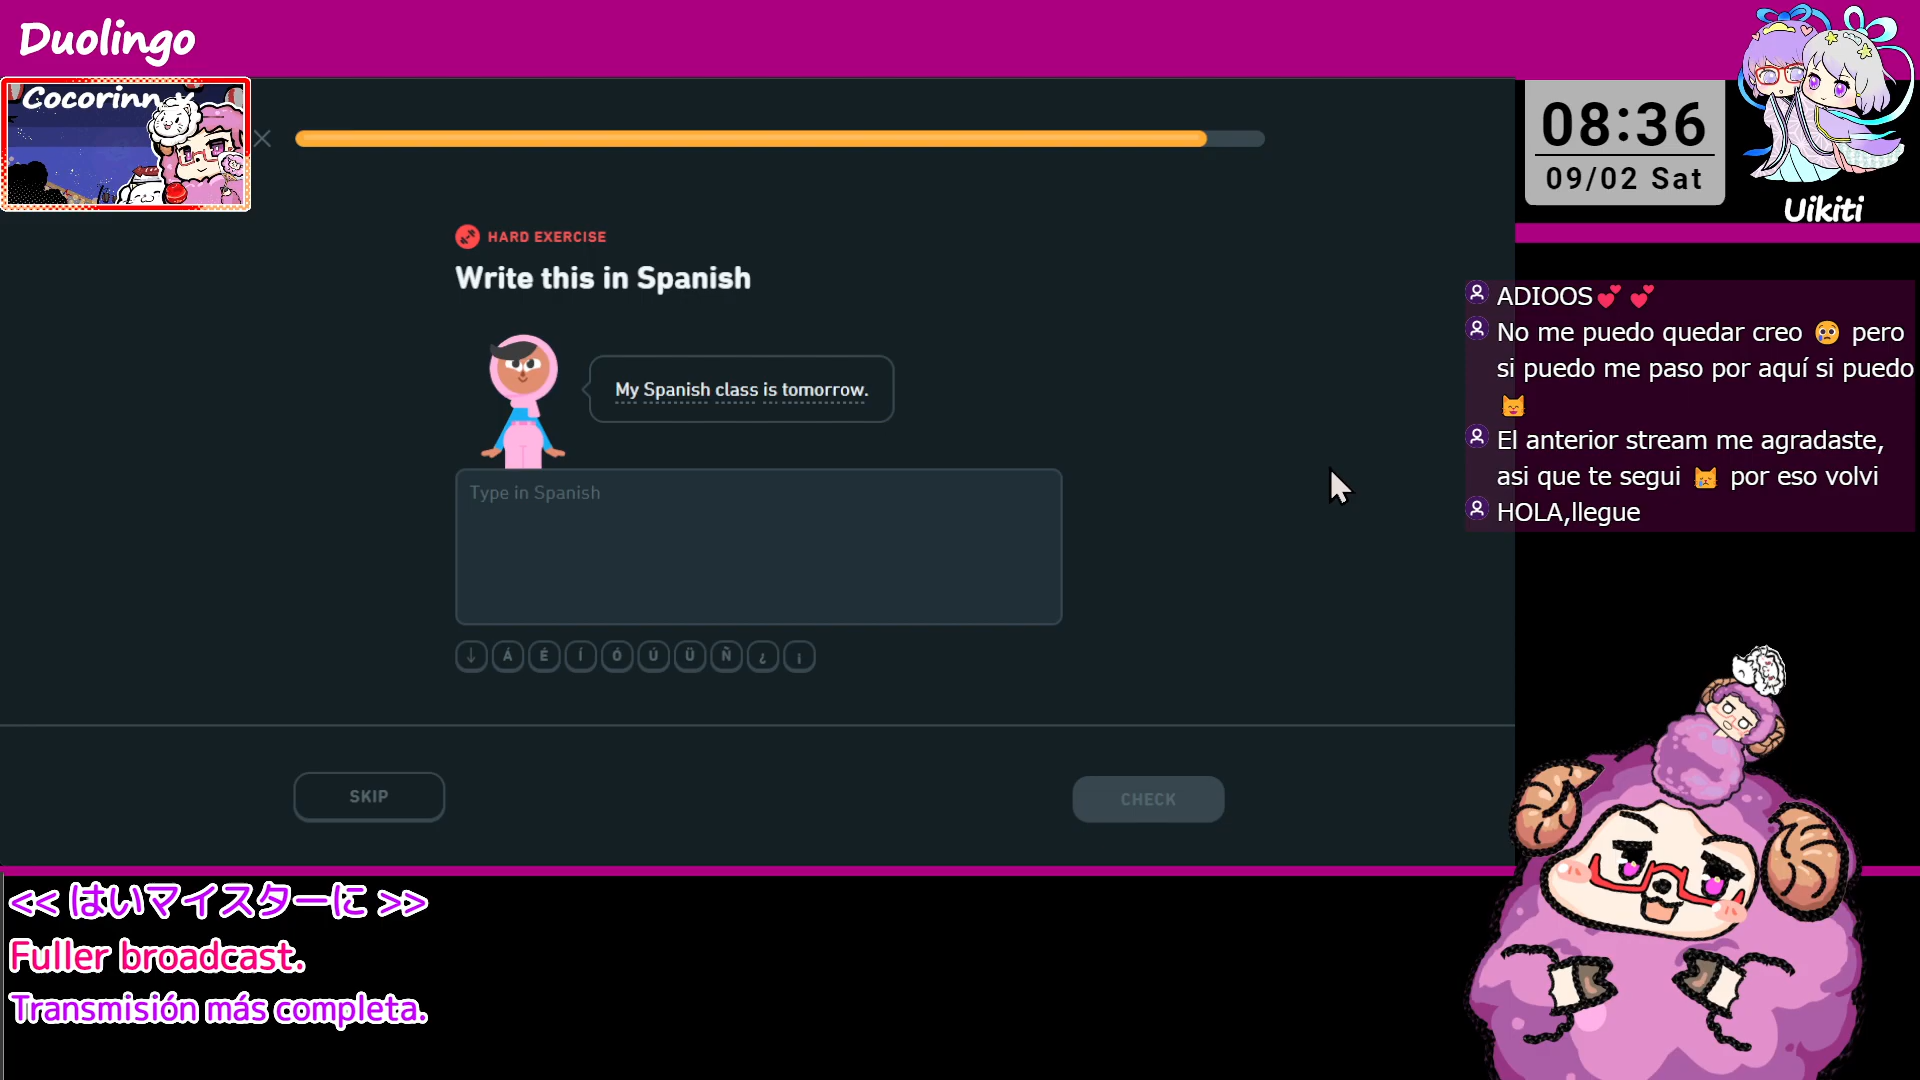 Duolingo
Cocorinn_y
08:36
09/02 Sat
Uikiti
HARD EXERCISE
Write this in Spanish
My Spanish class is tomorrow.
Type in Spanish
↓ Á É Í Ó Ú Ü Ñ ¿ ¡
SKIP
CHECK
ADIOOS💕 💕
No me puedo quedar creo 😢 pero
si puedo me paso por aquí si puedo
😺
El anterior stream me agradaste,
asi que te segui 😿 por eso volvi
HOLA,llegue
<< はいマイスターに >>
Fuller broadcast.
Transmisión más completa.